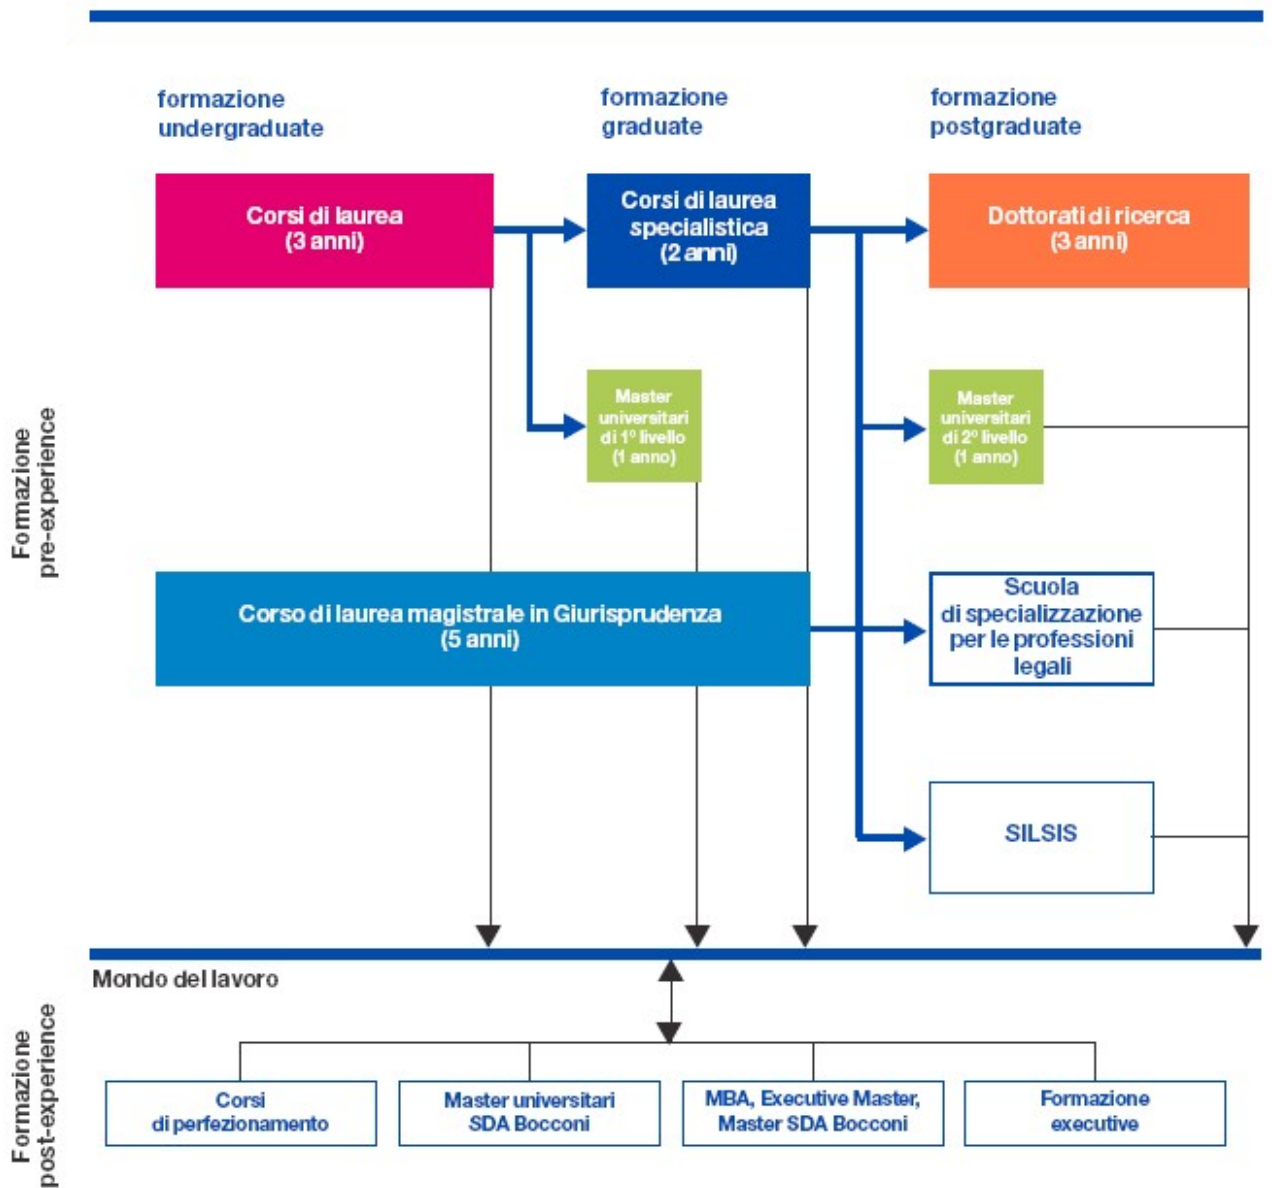 formazione
undergraduate
formazione
graduate
formazione
postgraduate
Corsi di laurea
(3 anni)
Corsi di laurea
specialistica
(2 anni)
Dottorati di ricerca
(3 anni)
Master
universitari
di 1º livello
(1 anno)
Master
universitari
di 2º livello
(1 anno)
Formazione
pre-experience
Corso di laurea magistrale in Giurisprudenza
(5 anni)
Scuola
di specializzazione
per le professioni
legali
SILSIS
Mondo del lavoro
Formazione
post-experience
Corsi
di perfezionamento
Master universitari
SDA Bocconi
MBA, Executive Master,
Master SDA Bocconi
Formazione
executive